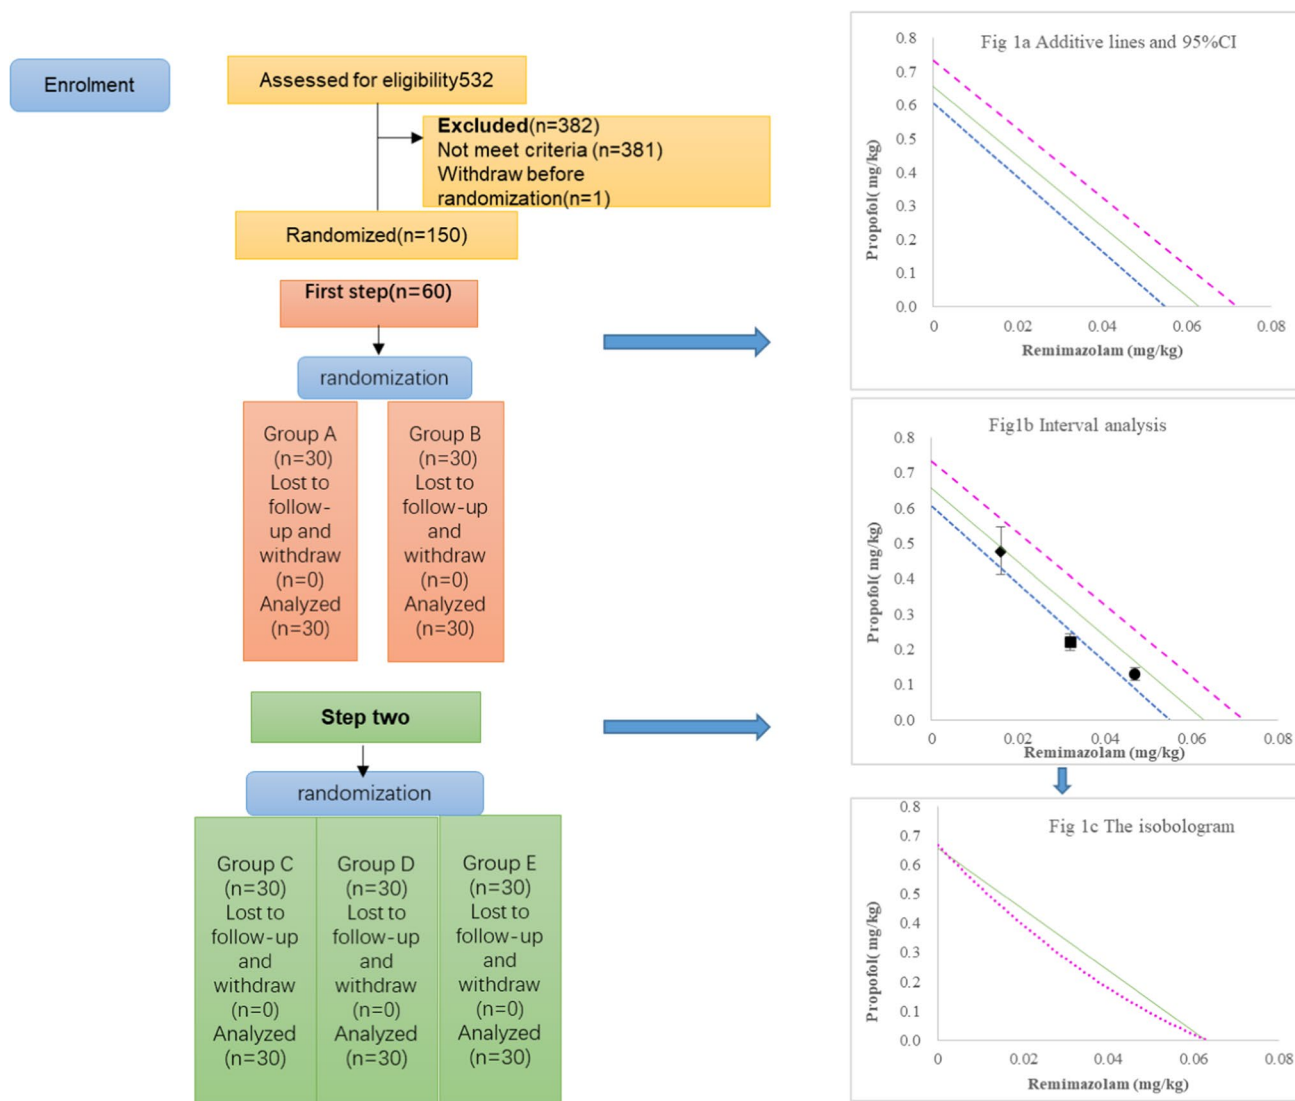 Enrolment
Assessed for eligibility532
Excluded(n=382)
Not meet criteria (n=381)
Withdraw before
randomization(n=1)
Randomized(n=150)
First step(n=60)
randomization
Group A
(n=30)
Lost to
follow-
up and
withdraw
(n=0)
Analyzed
(n=30)
Group B
(n=30)
Lost to
follow-up
and
withdraw
(n=0)
Analyzed
(n=30)
Step two
randomization
Group C
(n=30)
Lost to
follow-up
and
withdraw
(n=0)
Analyzed
(n=30)
Group D
(n=30)
Lost to
follow-up
and
withdraw
(n=0)
Analyzed
(n=30)
Group E
(n=30)
Lost to
follow-up
and
withdraw
(n=0)
Analyzed
(n=30)
Fig 1a Additive lines and 95%CI
Propofol( mg/kg)
0.8
0.7
0.6
0.5
0.4
0.3
0.2
0.1
0.0
0 0.02 0.04 0.06 0.08
Remimazolam (mg/kg)
Fig1b Interval analysis
Propofol( mg/kg)
0.8
0.7
0.6
0.5
0.4
0.3
0.2
0.1
0.0
0 0.02 0.04 0.06 0.08
Remimazolam (mg/kg)
Fig 1c The isobologram
Propofol( mg/kg)
0.8
0.7
0.6
0.5
0.4
0.3
0.2
0.1
0.0
0 0.02 0.04 0.06 0.08
Remimazolam (mg/kg)